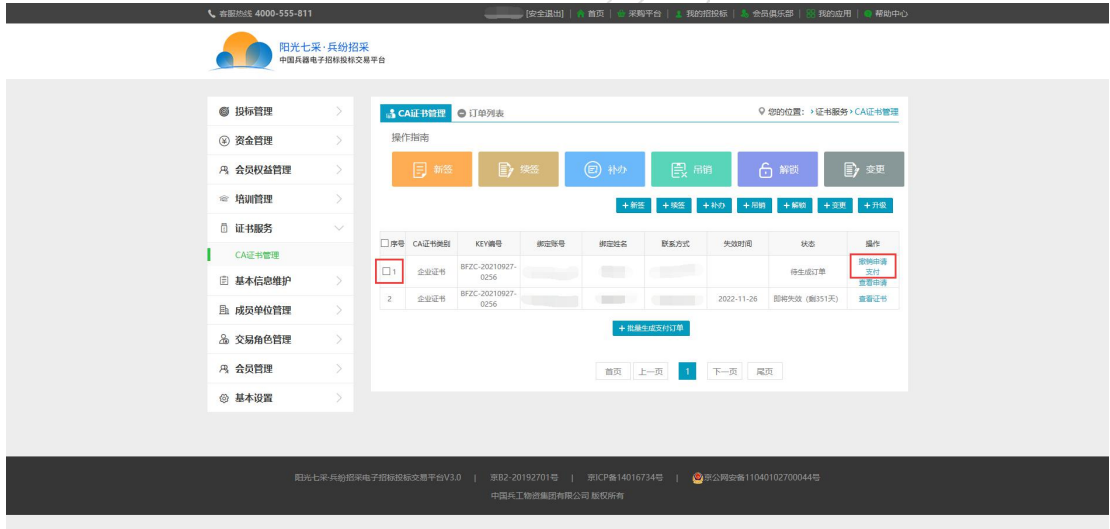 客服热线 4000-555-811
[安全退出] | 首页 | 采购平台 | 我的招投标 | 会员俱乐部 | 我的应用 | 帮助中心
阳光七采·兵纷招采
中国兵器电子招标投标交易平台
投标管理
资金管理
会员权益管理
培训管理
证书服务
CA证书管理
基本信息维护
成员单位管理
交易角色管理
会员管理
基本设置
CA证书管理 订单列表 您的位置: >证书服务>CA证书管理
操作指南
新签 续签 补办 吊销 解锁 变更
+新签 +续签 +补办 +吊销 +解锁 +变更 +升级
序号 CA证书类别 KEY编号 绑定账号 绑定姓名 联系方式 失效时间 状态 操作
1 企业证书 BFZC-20210927-0256 待生成订单 撤销申请
支付
查看申请
2 企业证书 BFZC-20210927-0256 2022-11-26 即将失效 (剩351天) 查看证书
+批量生成支付订单
首页 上一页 1 下一页 尾页
阳光七采·兵纷招采电子招标投标交易平台V3.0 | 京B2-20192701号 | 京ICP备14016734号 | 京公网安备11040102700044号
中国兵工物资集团有限公司 版权所有